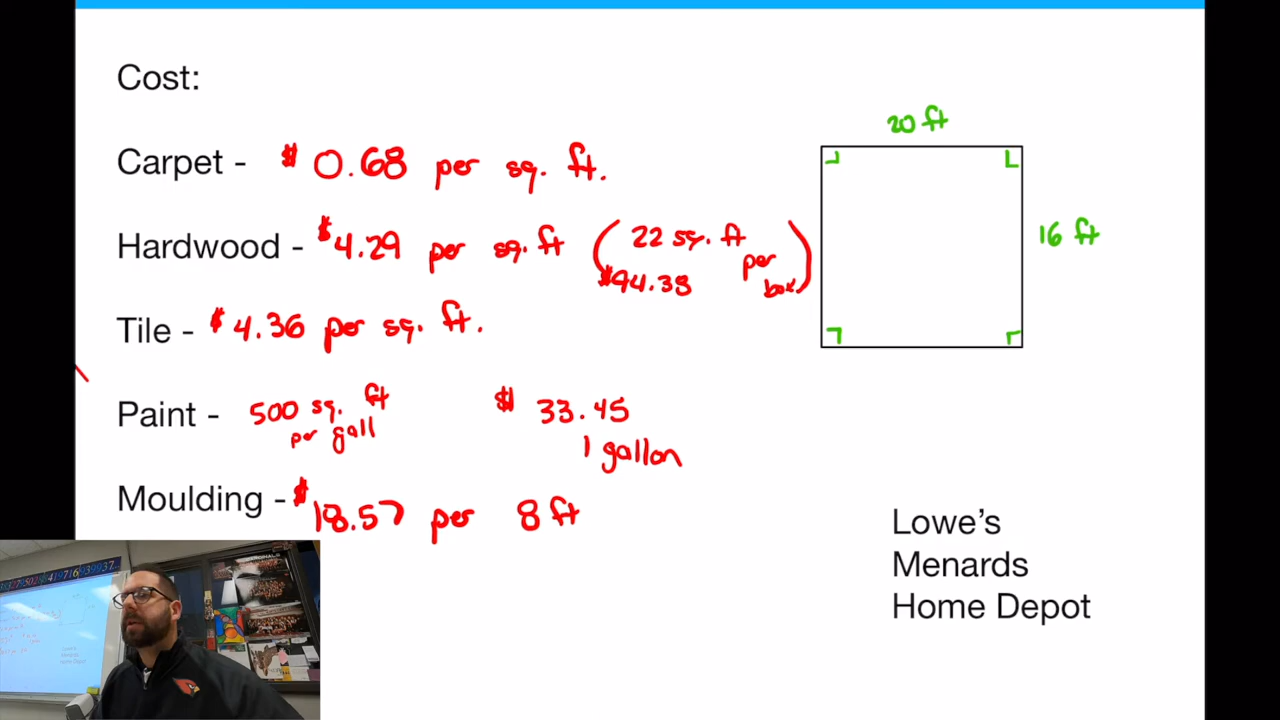 Cost:
20 ft
Carpet - $ 0.68 per sq. ft.
16 ft
Hardwood - $4.29 per sq. ft (22 sq. ft per box
$94.38)
Tile - $ 4.36 per sq. ft.
Paint - 500 sq. ft $ 33.45
per gall 1 gallon
Moulding - $18.57 per 8 ft
Lowe's
Menards
Home Depot